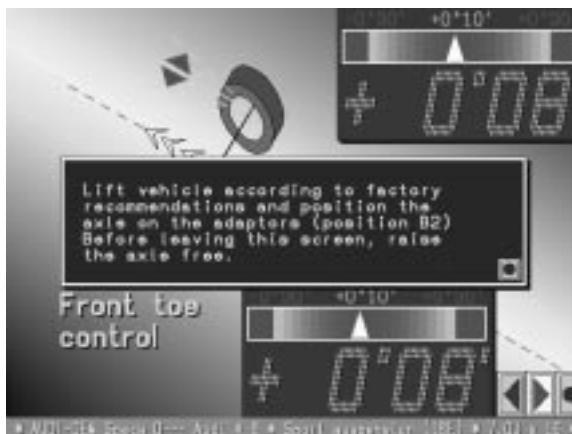 +0°10'
+ 0°08
Lift vehicle according to factory
recommendations and position the
axle on the adaptors (position B2)
Before leaving this screen, raise
the axle free.
Front toe
control
+0°10'
+ 0°08'